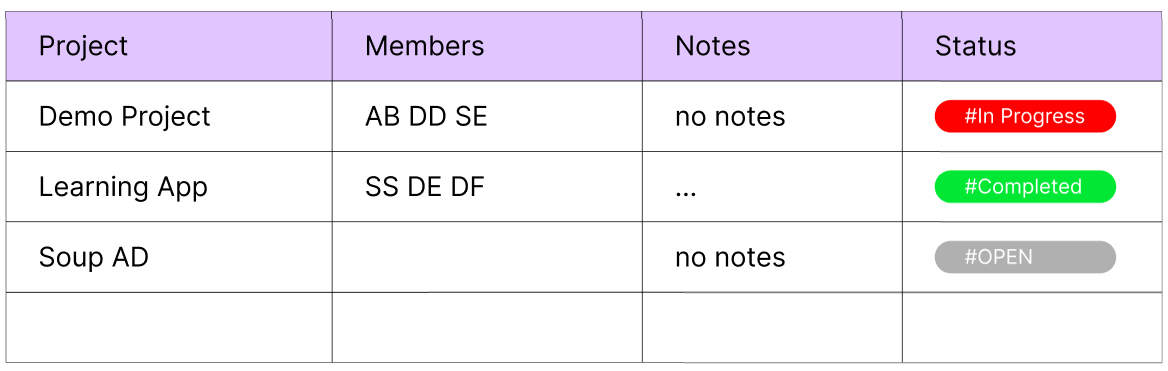 Project Members Notes Status
Demo Project AB DD SE no notes #In Progress
Learning App SS DE DF ... #Completed
Soup AD no notes #OPEN